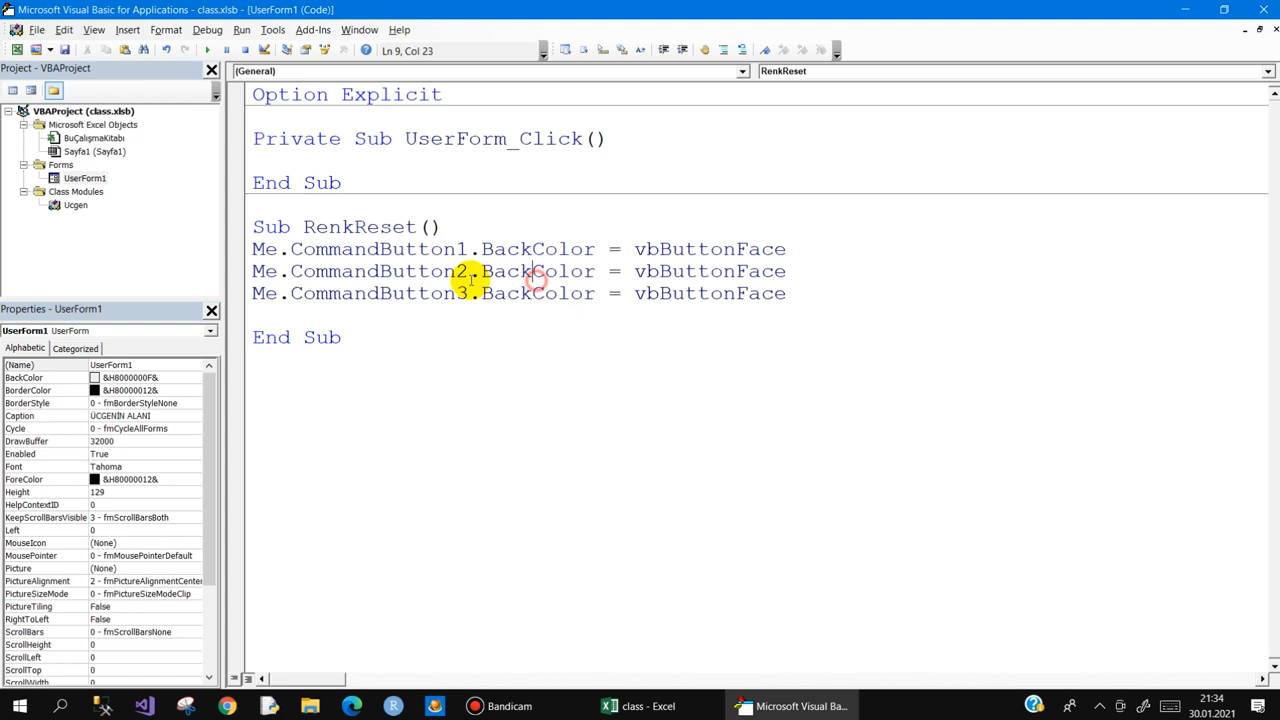 Microsoft Visual Basic for Applications - class.xlsb - [UserForm1 (Code)]
File Edit View Insert Format Debug Run Tools Add-Ins Window Help
Ln 9, Col 23
Project - VBAProject
(General)
RenkReset
VBAProject (class.xlsb)
Microsoft Excel Objects
BuÇalışmaKitabı
Sayfa1 (Sayfa1)
Forms
UserForm1
Class Modules
Ucgen
Option Explicit
Private Sub UserForm_Click()
End Sub
Sub RenkReset()
Me.CommandButton1.BackColor = vbButtonFace
Me.CommandButton2.BackColor = vbButtonFace
Me.CommandButton3.BackColor = vbButtonFace
End Sub
Properties - UserForm1
UserForm1 UserForm
Alphabetic Categorized
(Name) UserForm1
BackColor &H8000000F&
BorderColor &H80000012&
BorderStyle 0 - fmBorderStyleNone
Caption ÜCGENİN ALANI
Cycle 0 - fmCycleAllForms
DrawBuffer 32000
Enabled True
Font Tahoma
ForeColor &H80000012&
Height 129
HelpContextID 0
KeepScrollBarsVisible 3 - fmScrollBarsBoth
Left 0
MouseIcon (None)
MousePointer 0 - fmMousePointerDefault
Picture (None)
PictureAlignment 2 - fmPictureAlignmentCenter
PictureSizeMode 0 - fmPictureSizeModeClip
PictureTiling False
RightToLeft False
ScrollBars 0 - fmScrollBarsNone
ScrollHeight 0
ScrollLeft 0
ScrollTop 0
ScrollWidth 0
Bandicam
class - Excel
Microsoft Visual Ba...
21:34
30.01.2021